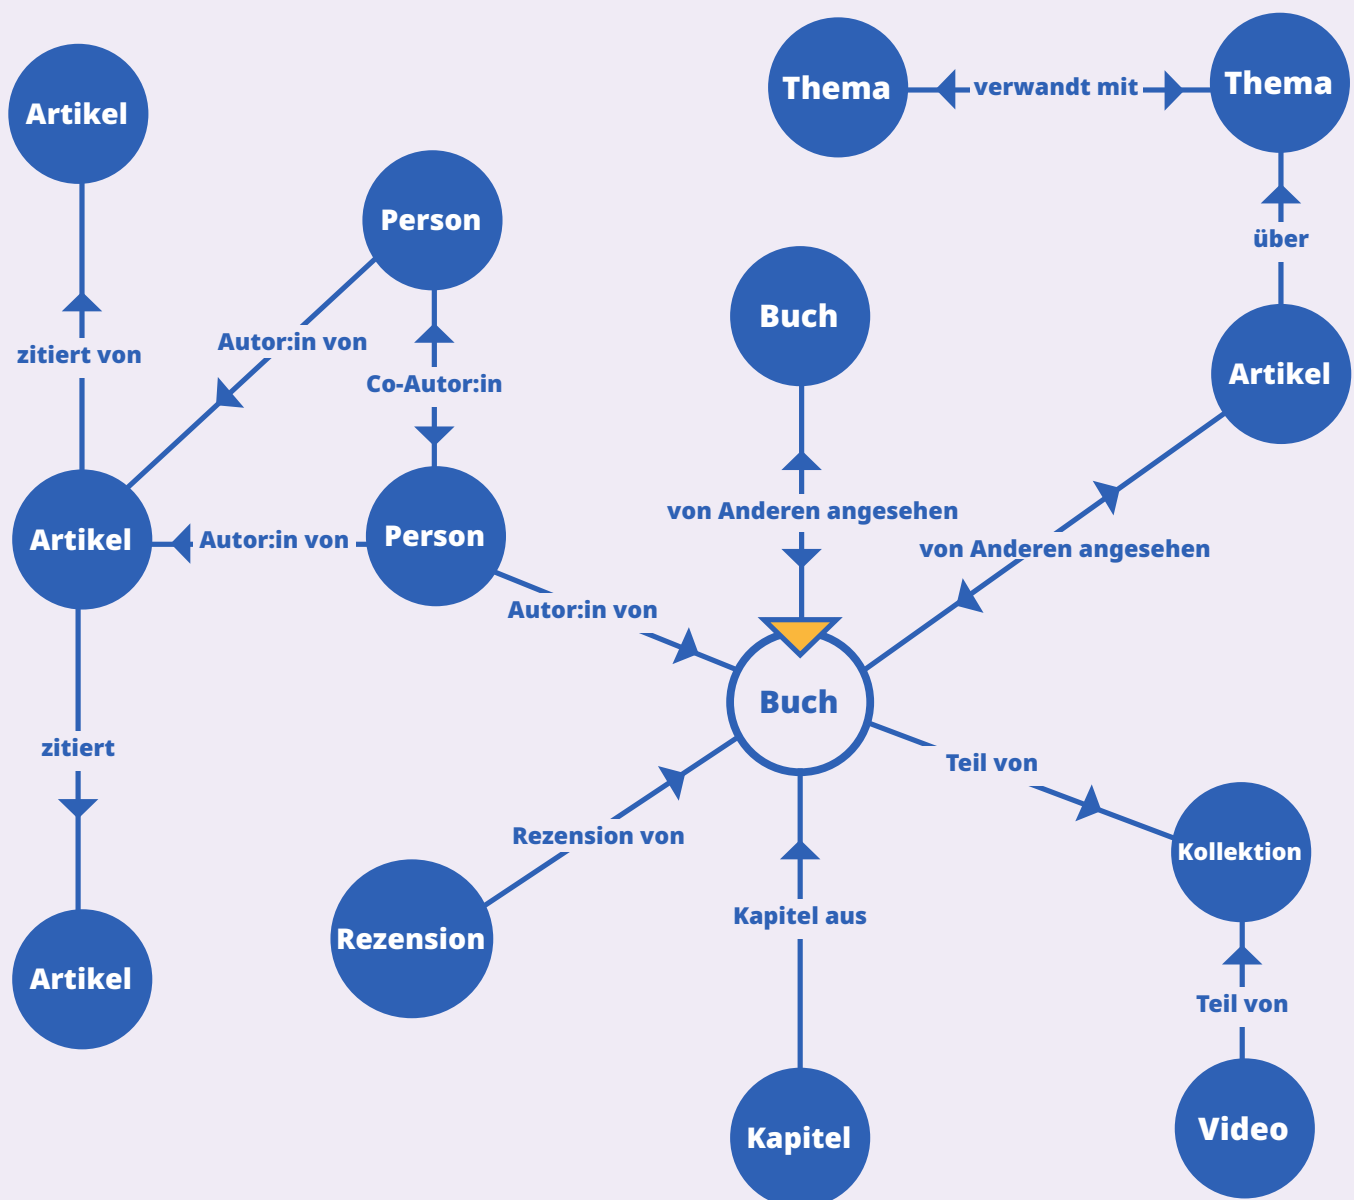 Thema
verwandt mit
Thema
Artikel
Person
über
Buch
Autor:in von
zitiert von
Artikel
Co-Autor:in
von Anderen angesehen
Artikel
Autor:in von
Person
von Anderen angesehen
Autor:in von
Buch
zitiert
Teil von
Rezension von
Kollektion
Kapitel aus
Rezension
Artikel
Teil von
Kapitel
Video